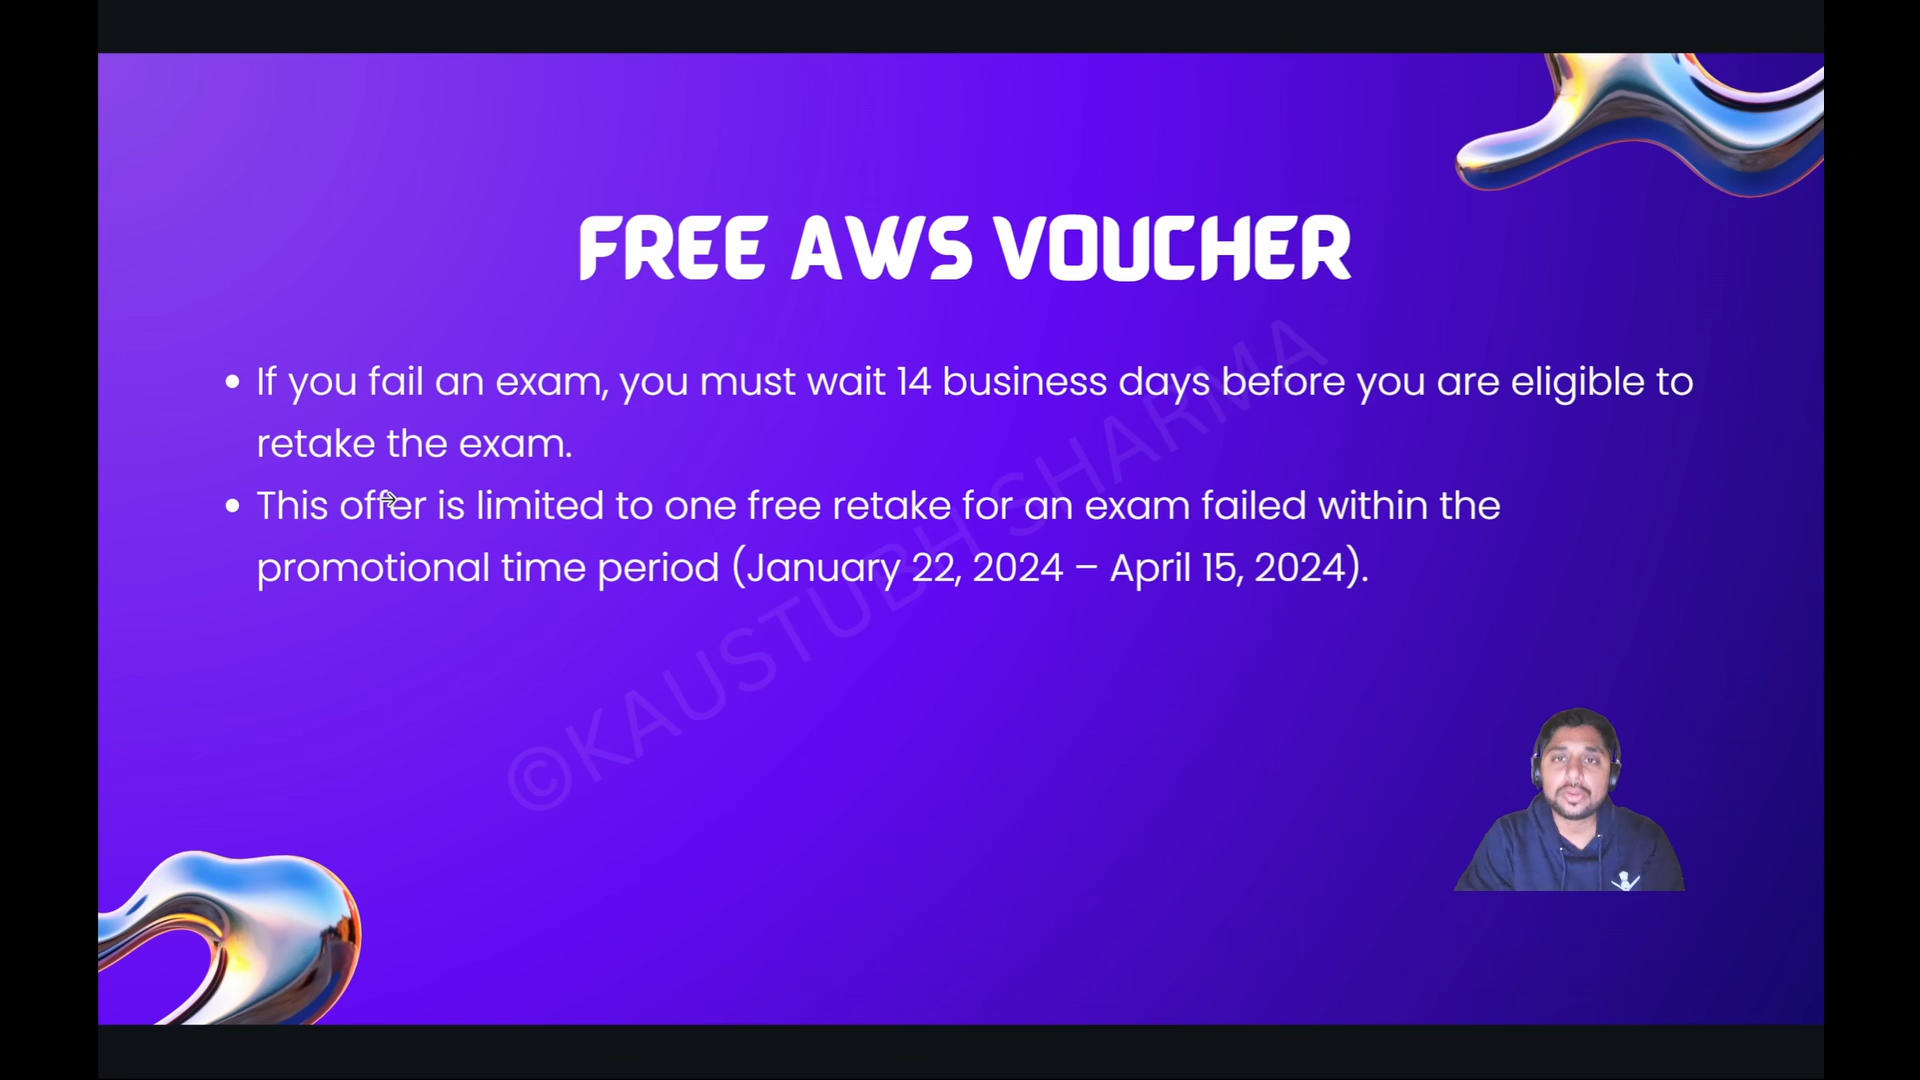 FREE AWS VOUCHER
• If you fail an exam, you must wait 14 business days before you are eligible to
retake the exam.
• This offer is limited to one free retake for an exam failed within the
promotional time period (January 22, 2024 – April 15, 2024).
©KAUSTUBH SHARMA